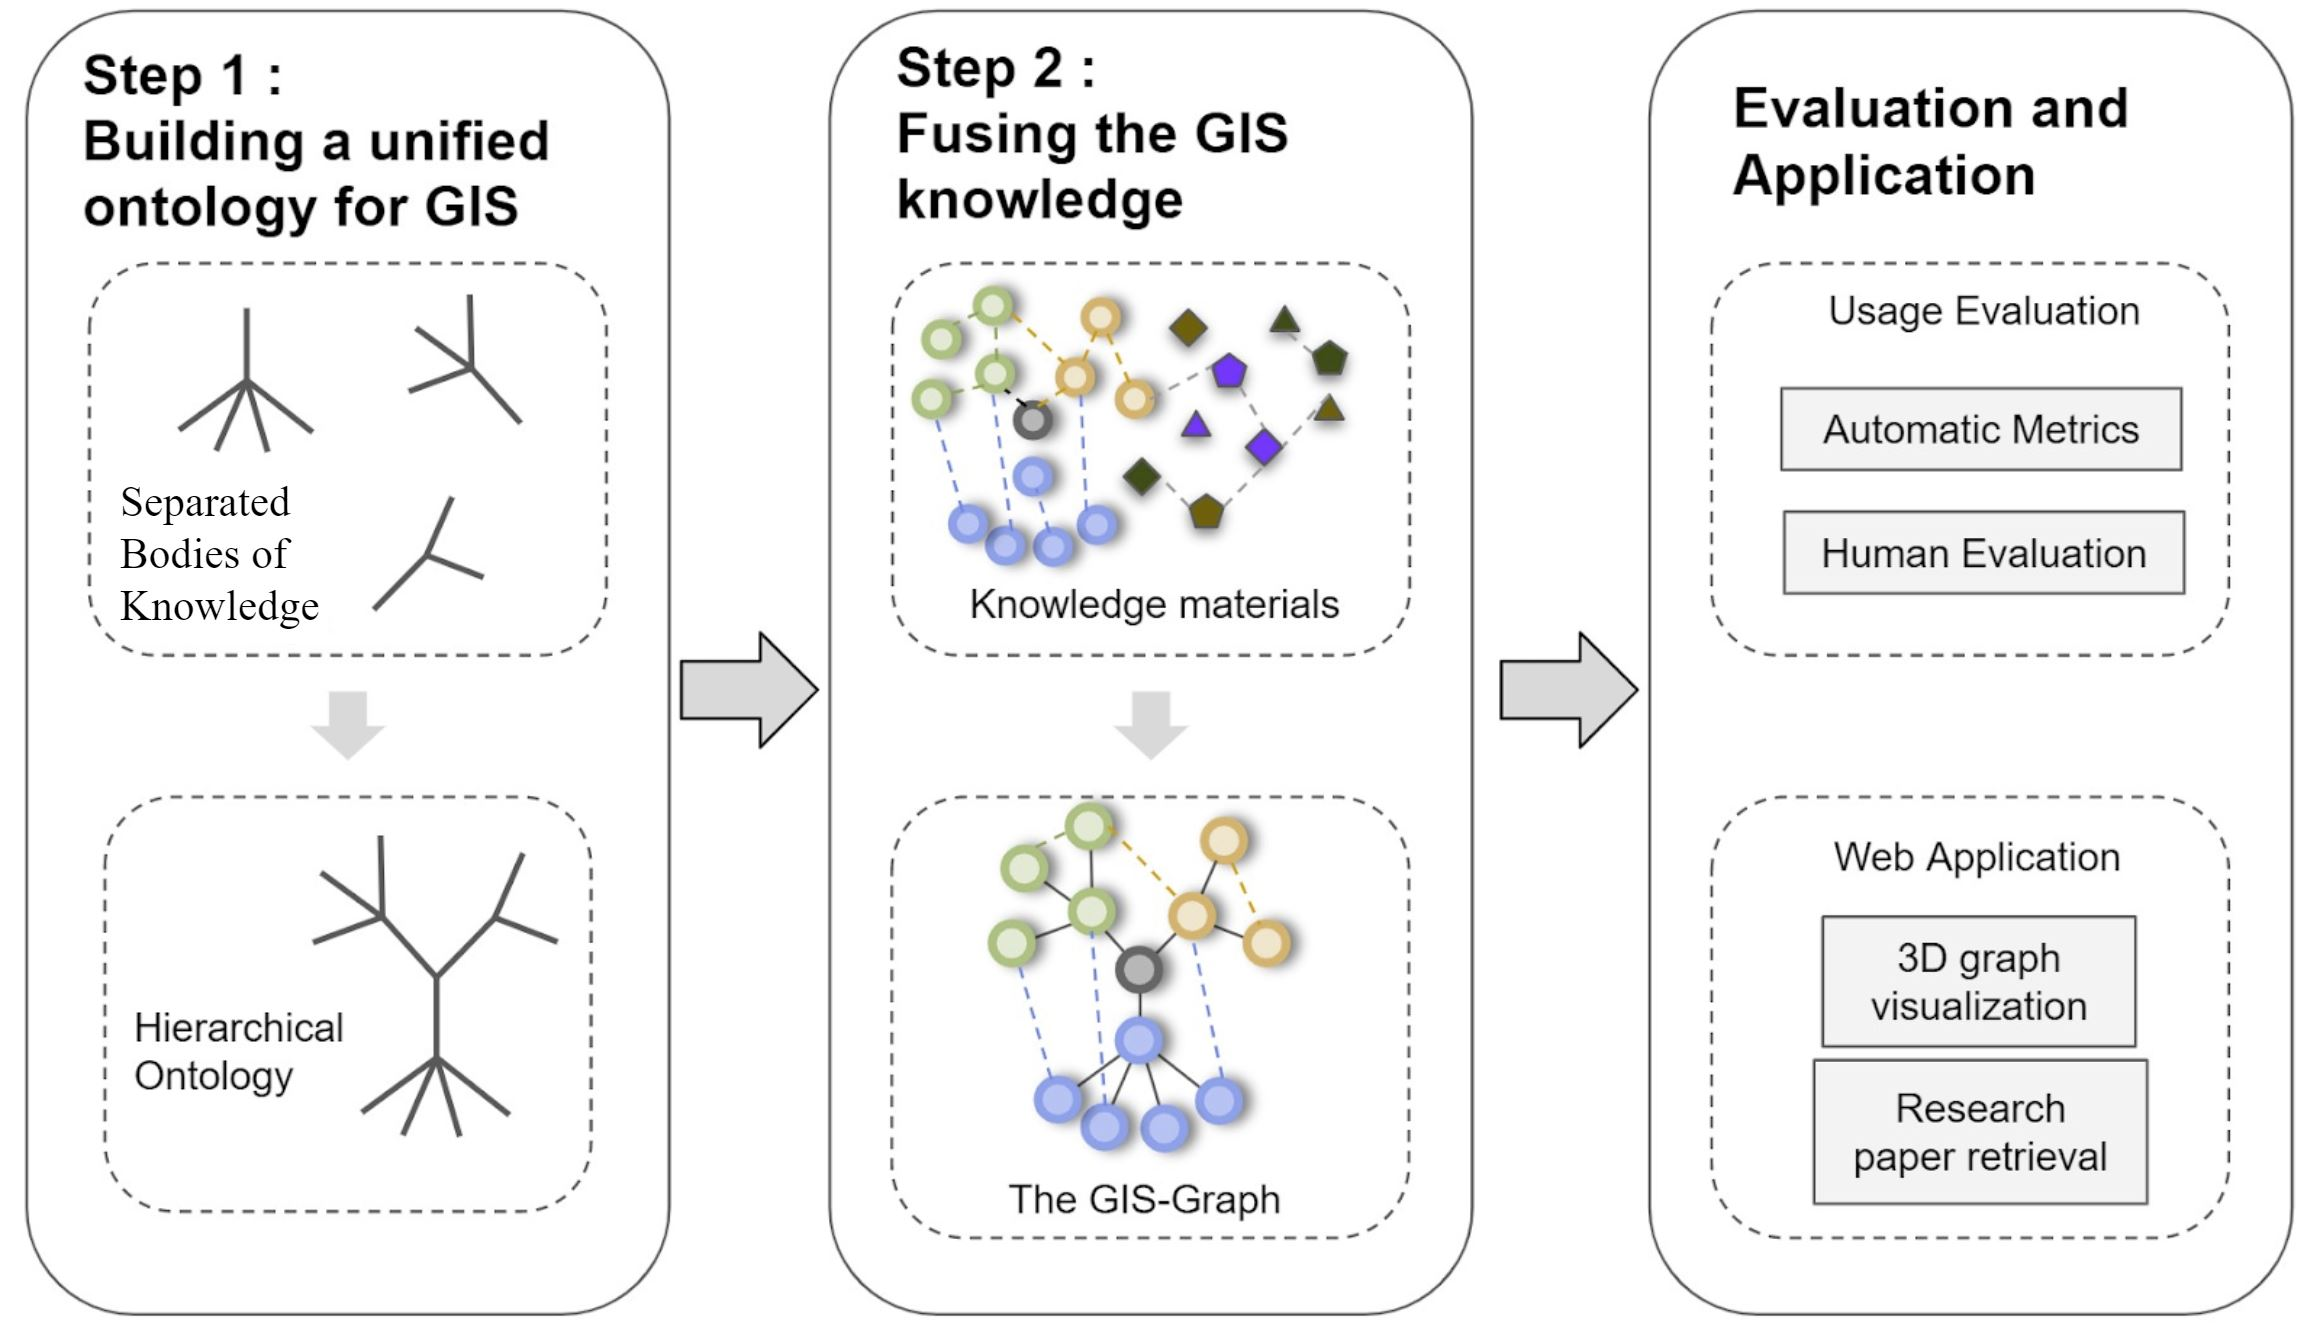 Step 1 :
Building a unified
ontology for GIS
Separated
Bodies of
Knowledge
Hierarchical
Ontology
Step 2 :
Fusing the GIS
knowledge
Knowledge materials
The GIS-Graph
Evaluation and
Application
Usage Evaluation
Automatic Metrics
Human Evaluation
Web Application
3D graph
visualization
Research
paper retrieval